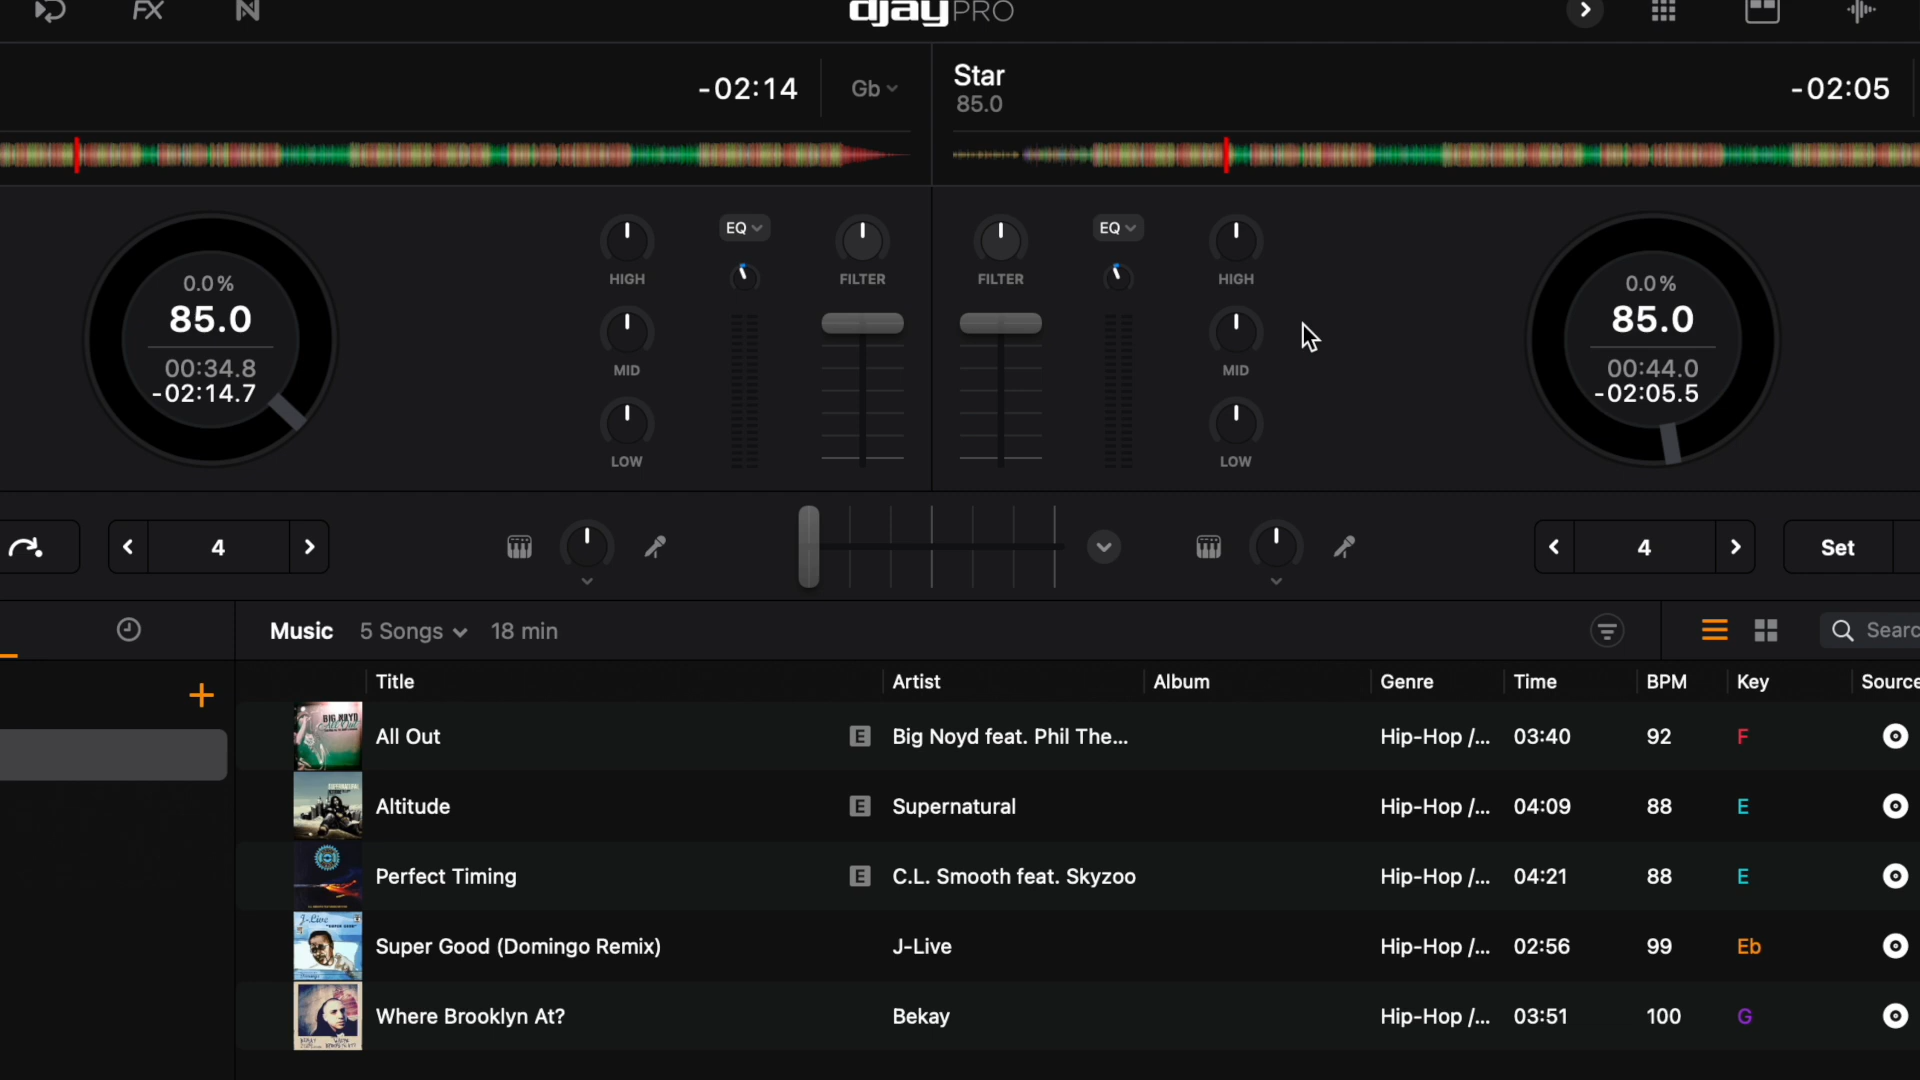 FX
N
djay PRO
-02:14
Gb
Star
85.0
-02:05
0.0%
85.0
00:34.8
-02:14.7
HIGH
MID
LOW
EQ
FILTER
FILTER
EQ
HIGH
MID
LOW
0.0%
85.0
00:44.0
-02:05.5
4
4
Set
Music 5 Songs 18 min
Searc
Title Artist Album Genre Time BPM Key Source
All Out E Big Noyd feat. Phil The... Hip-Hop /... 03:40 92 F
Altitude E Supernatural Hip-Hop /... 04:09 88 E
Perfect Timing E C.L. Smooth feat. Skyzoo Hip-Hop /... 04:21 88 E
Super Good (Domingo Remix) J-Live Hip-Hop /... 02:56 99 Eb
Where Brooklyn At? Bekay Hip-Hop /... 03:51 100 G